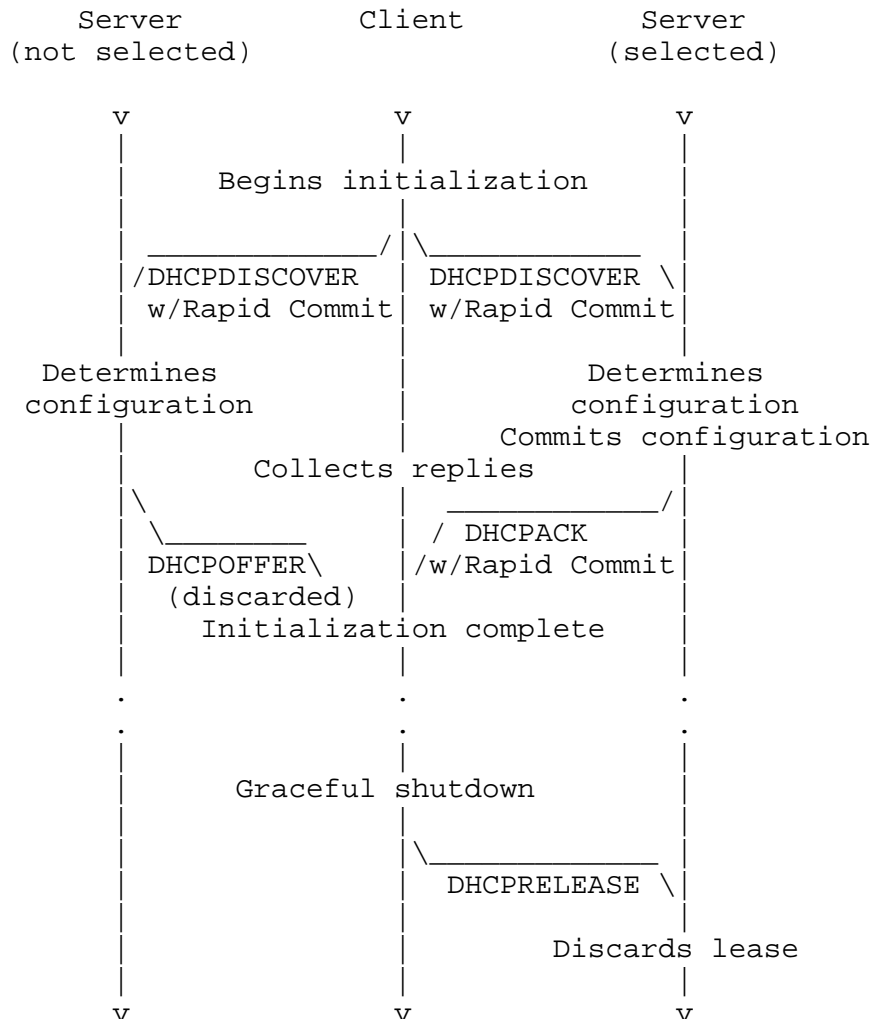 Server Client Server
(not selected) (selected)
v v v
Begins initialization
/DHCPDISCOVER DHCPDISCOVER \
w/Rapid Commit w/Rapid Commit
Determines Determines
configuration configuration
Commits configuration
Collects replies
DHCPACK
DHCPOFFER /w/Rapid Commit
(discarded)
Initialization complete
. . .
. . .
Graceful shutdown
DHCPRELEASE
Discards lease
v v v